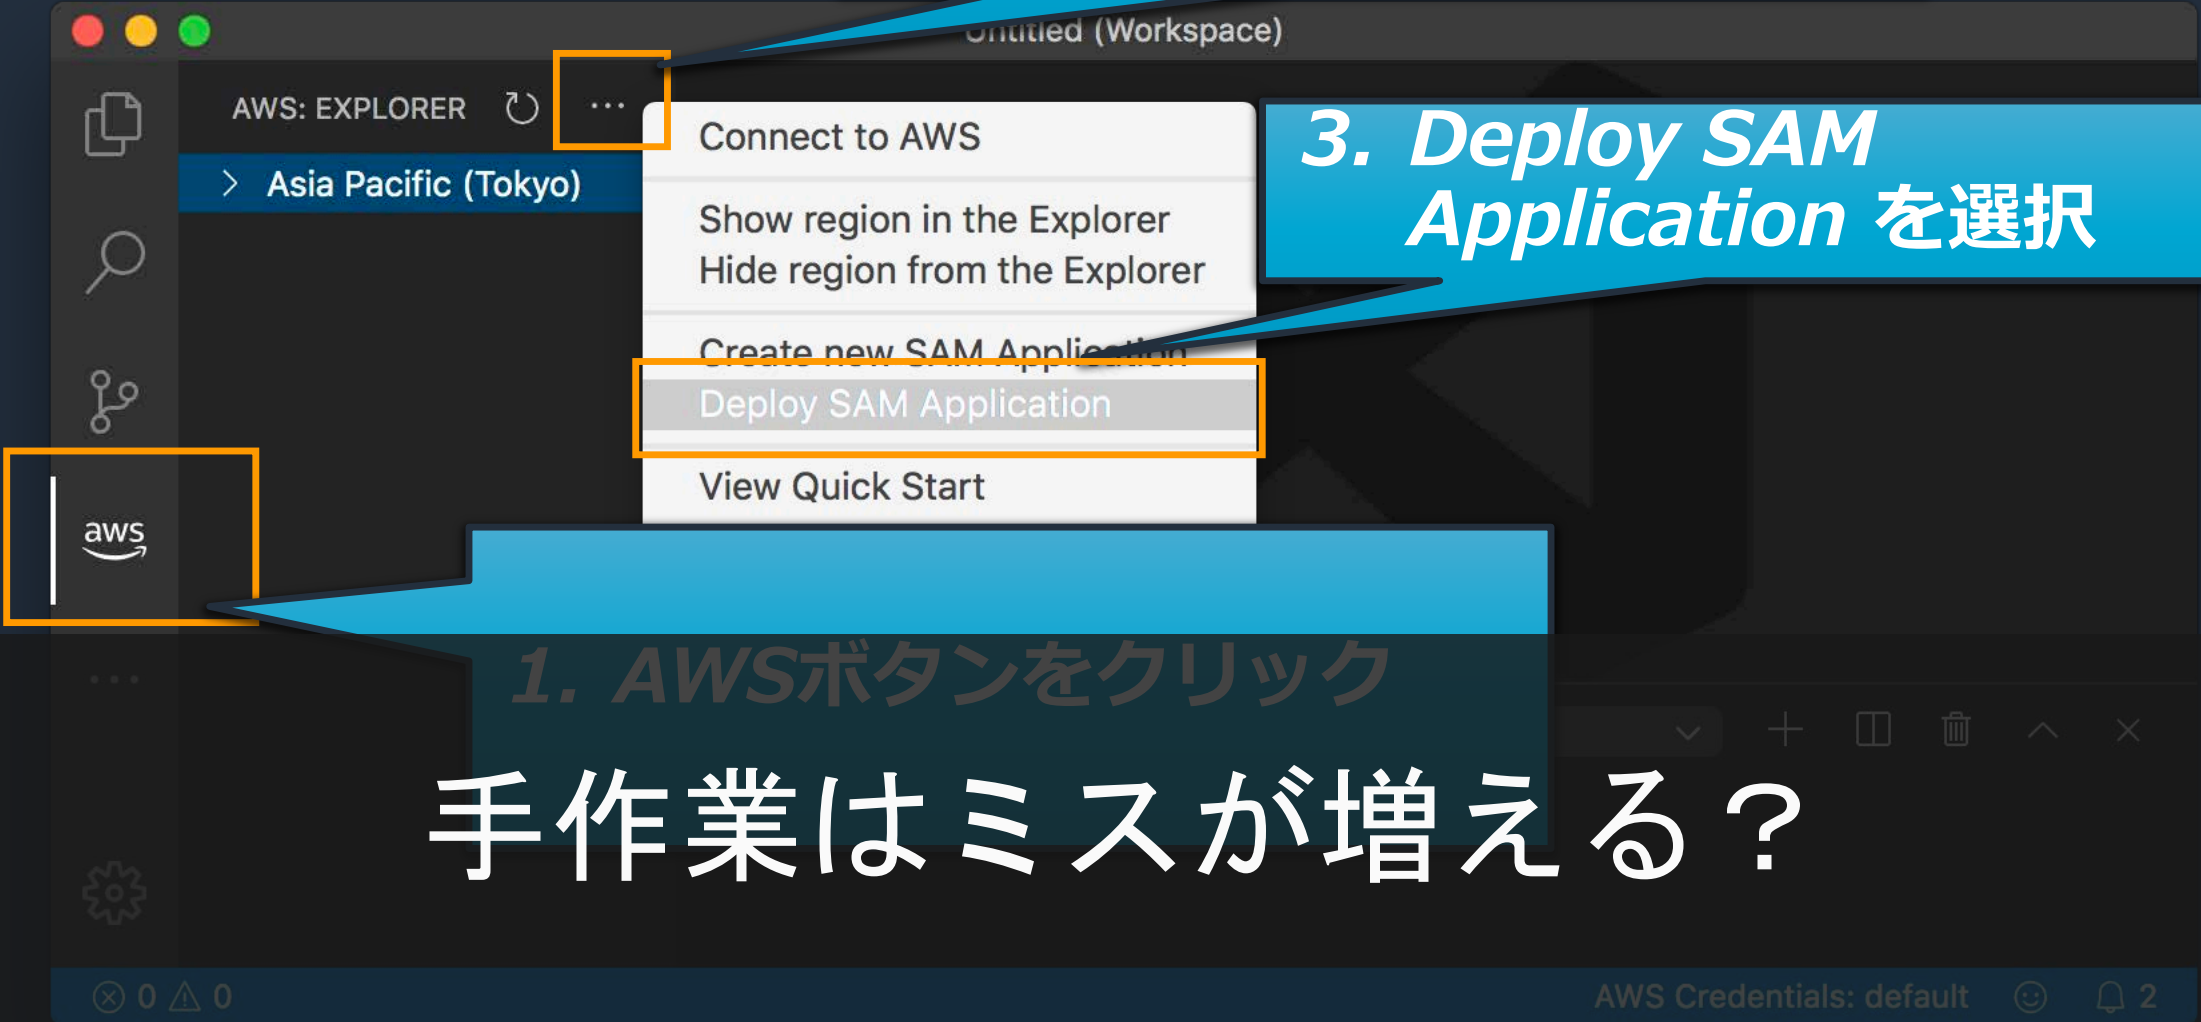 Untitled (Workspace)
AWS: EXPLORER
Asia Pacific (Tokyo)
Connect to AWS
Show region in the Explorer
Hide region from the Explorer
Create new SAM Application
Deploy SAM Application
View Quick Start
3. Deploy SAM
Application を選択
aws
1. AWSボタンをクリック
手作業はミスが増える？
0 0
AWS Credentials: default
2